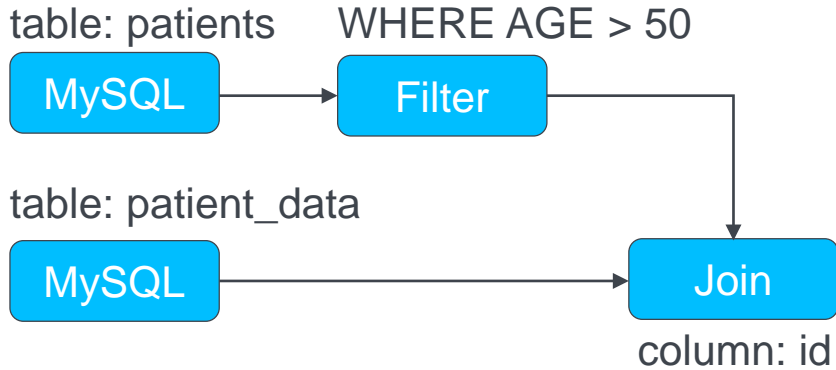 table: patients
WHERE AGE > 50
MySQL
Filter
table: patient_data
MySQL
Join
column: id